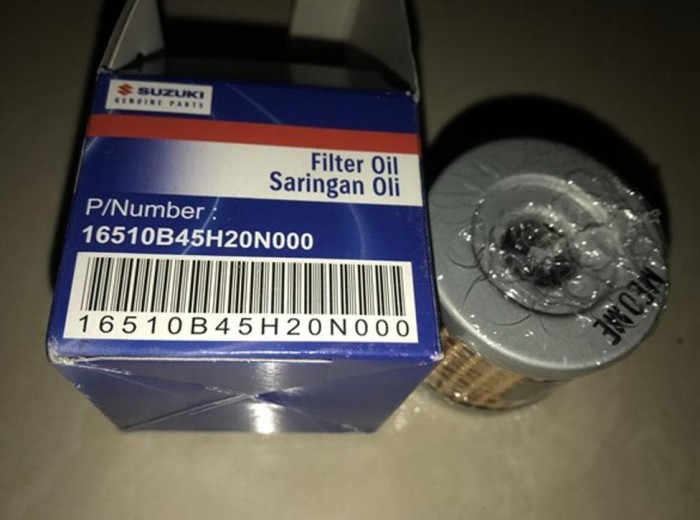 SUZUKI
GENUINE PARTS
Filter Oil
Saringan Oli
P/Number :
16510B45H20N000
16510B45H20N000